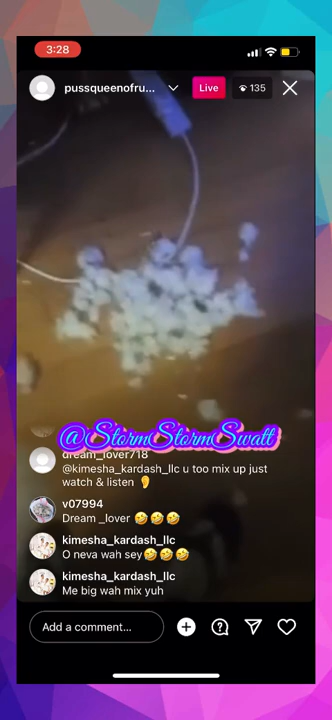 3:28
pussqueenofru...
Live
135
@StormStormSwatt
dream_lover718
@kimesha_kardash_llc u too mix up just
watch & listen 👂
v07994
Dream _lover 🤣🤣🤣
kimesha_kardash_llc
O neva wah sey🤣🤣🤣
kimesha_kardash_llc
Me big wah mix yuh
Add a comment...